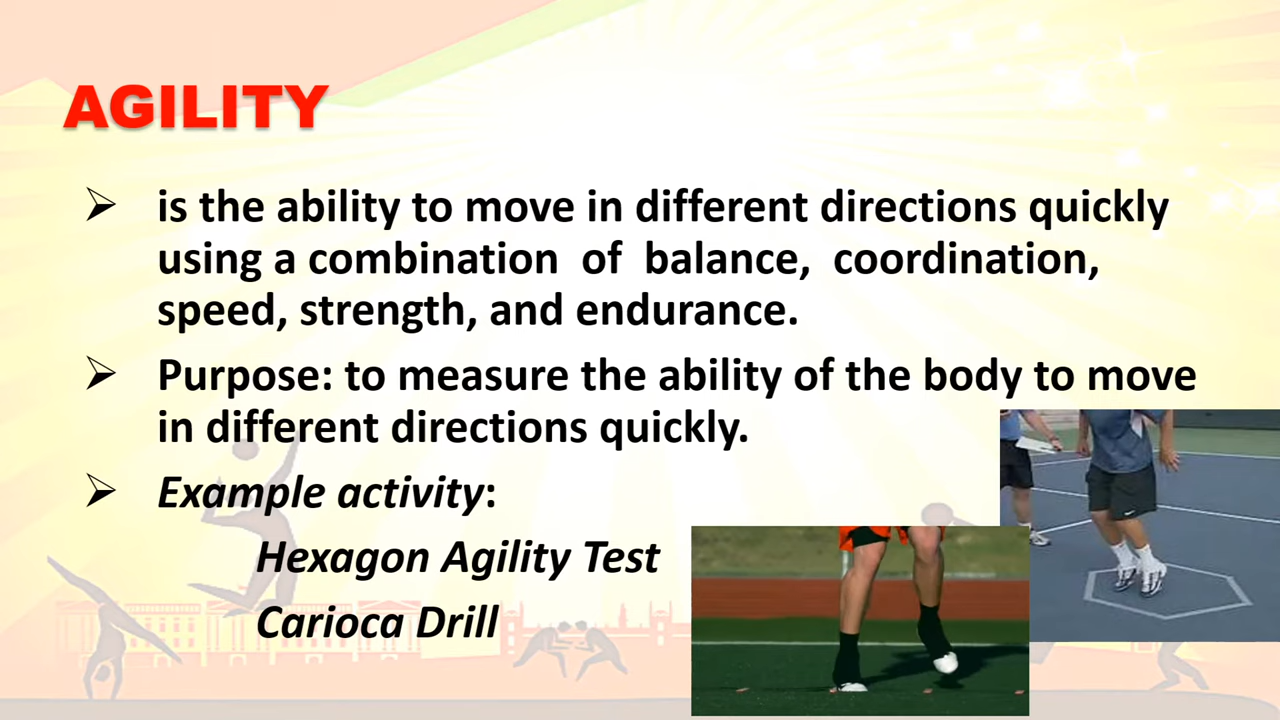 AGILITY
is the ability to move in different directions quickly
using a combination of balance, coordination,
speed, strength, and endurance.
Purpose: to measure the ability of the body to move
in different directions quickly.
Example activity:
Hexagon Agility Test
Carioca Drill